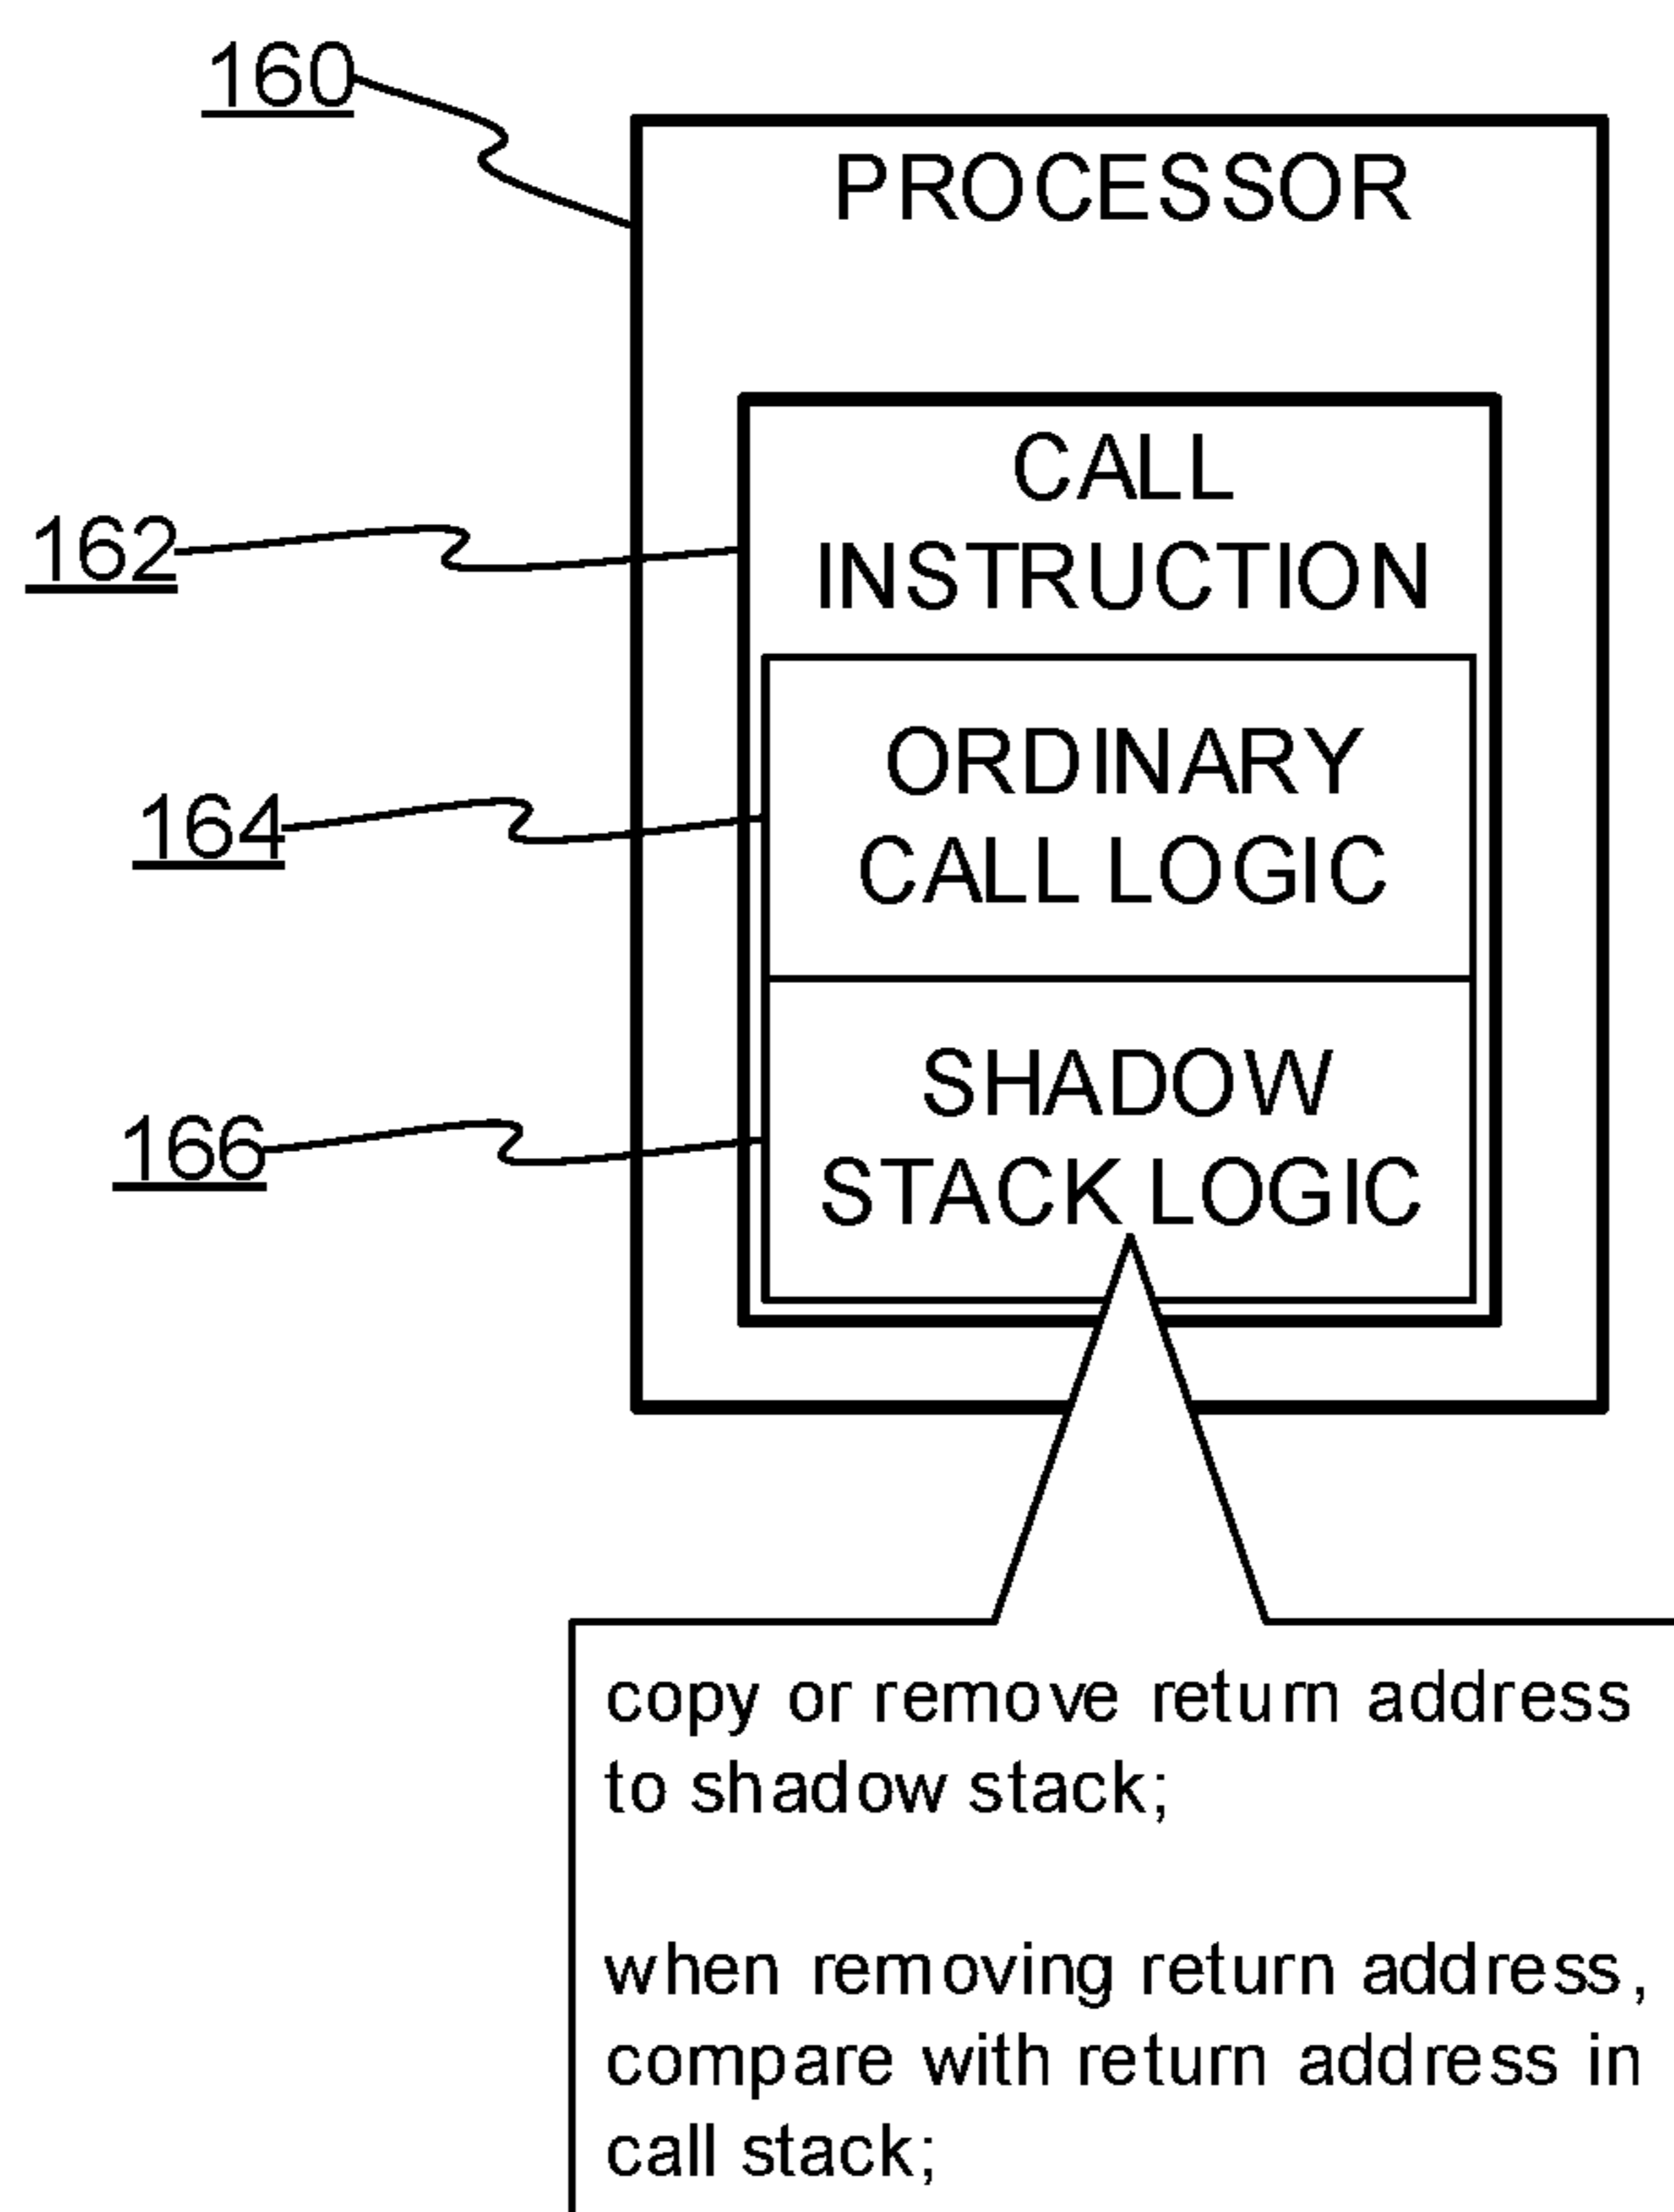 160
PROCESSOR
CALL
INSTRUCTION
162
ORDINARY
CALL LOGIC
164
SHADOW
STACK LOGIC
166
copy or remove return address
to shadow stack;
when removing return address,
compare with return address in
call stack;